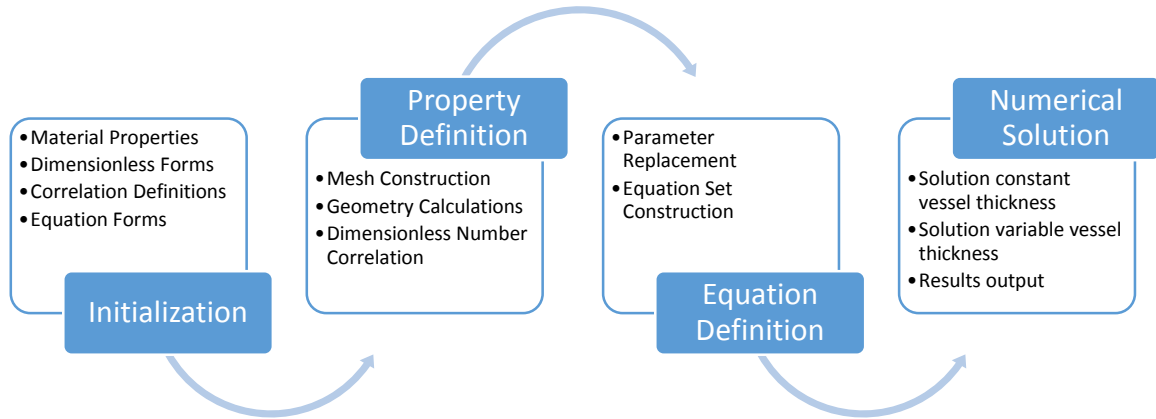 • Material Properties
• Dimensionless Forms
• Correlation Definitions
• Equation Forms
Initialization
Property
Definition
• Mesh Construction
• Geometry Calculations
• Dimensionless Number
Correlation
• Parameter
Replacement
• Equation Set
Construction
Equation
Definition
Numerical
Solution
• Solution constant
vessel thickness
• Solution variable vessel
thickness
• Results output